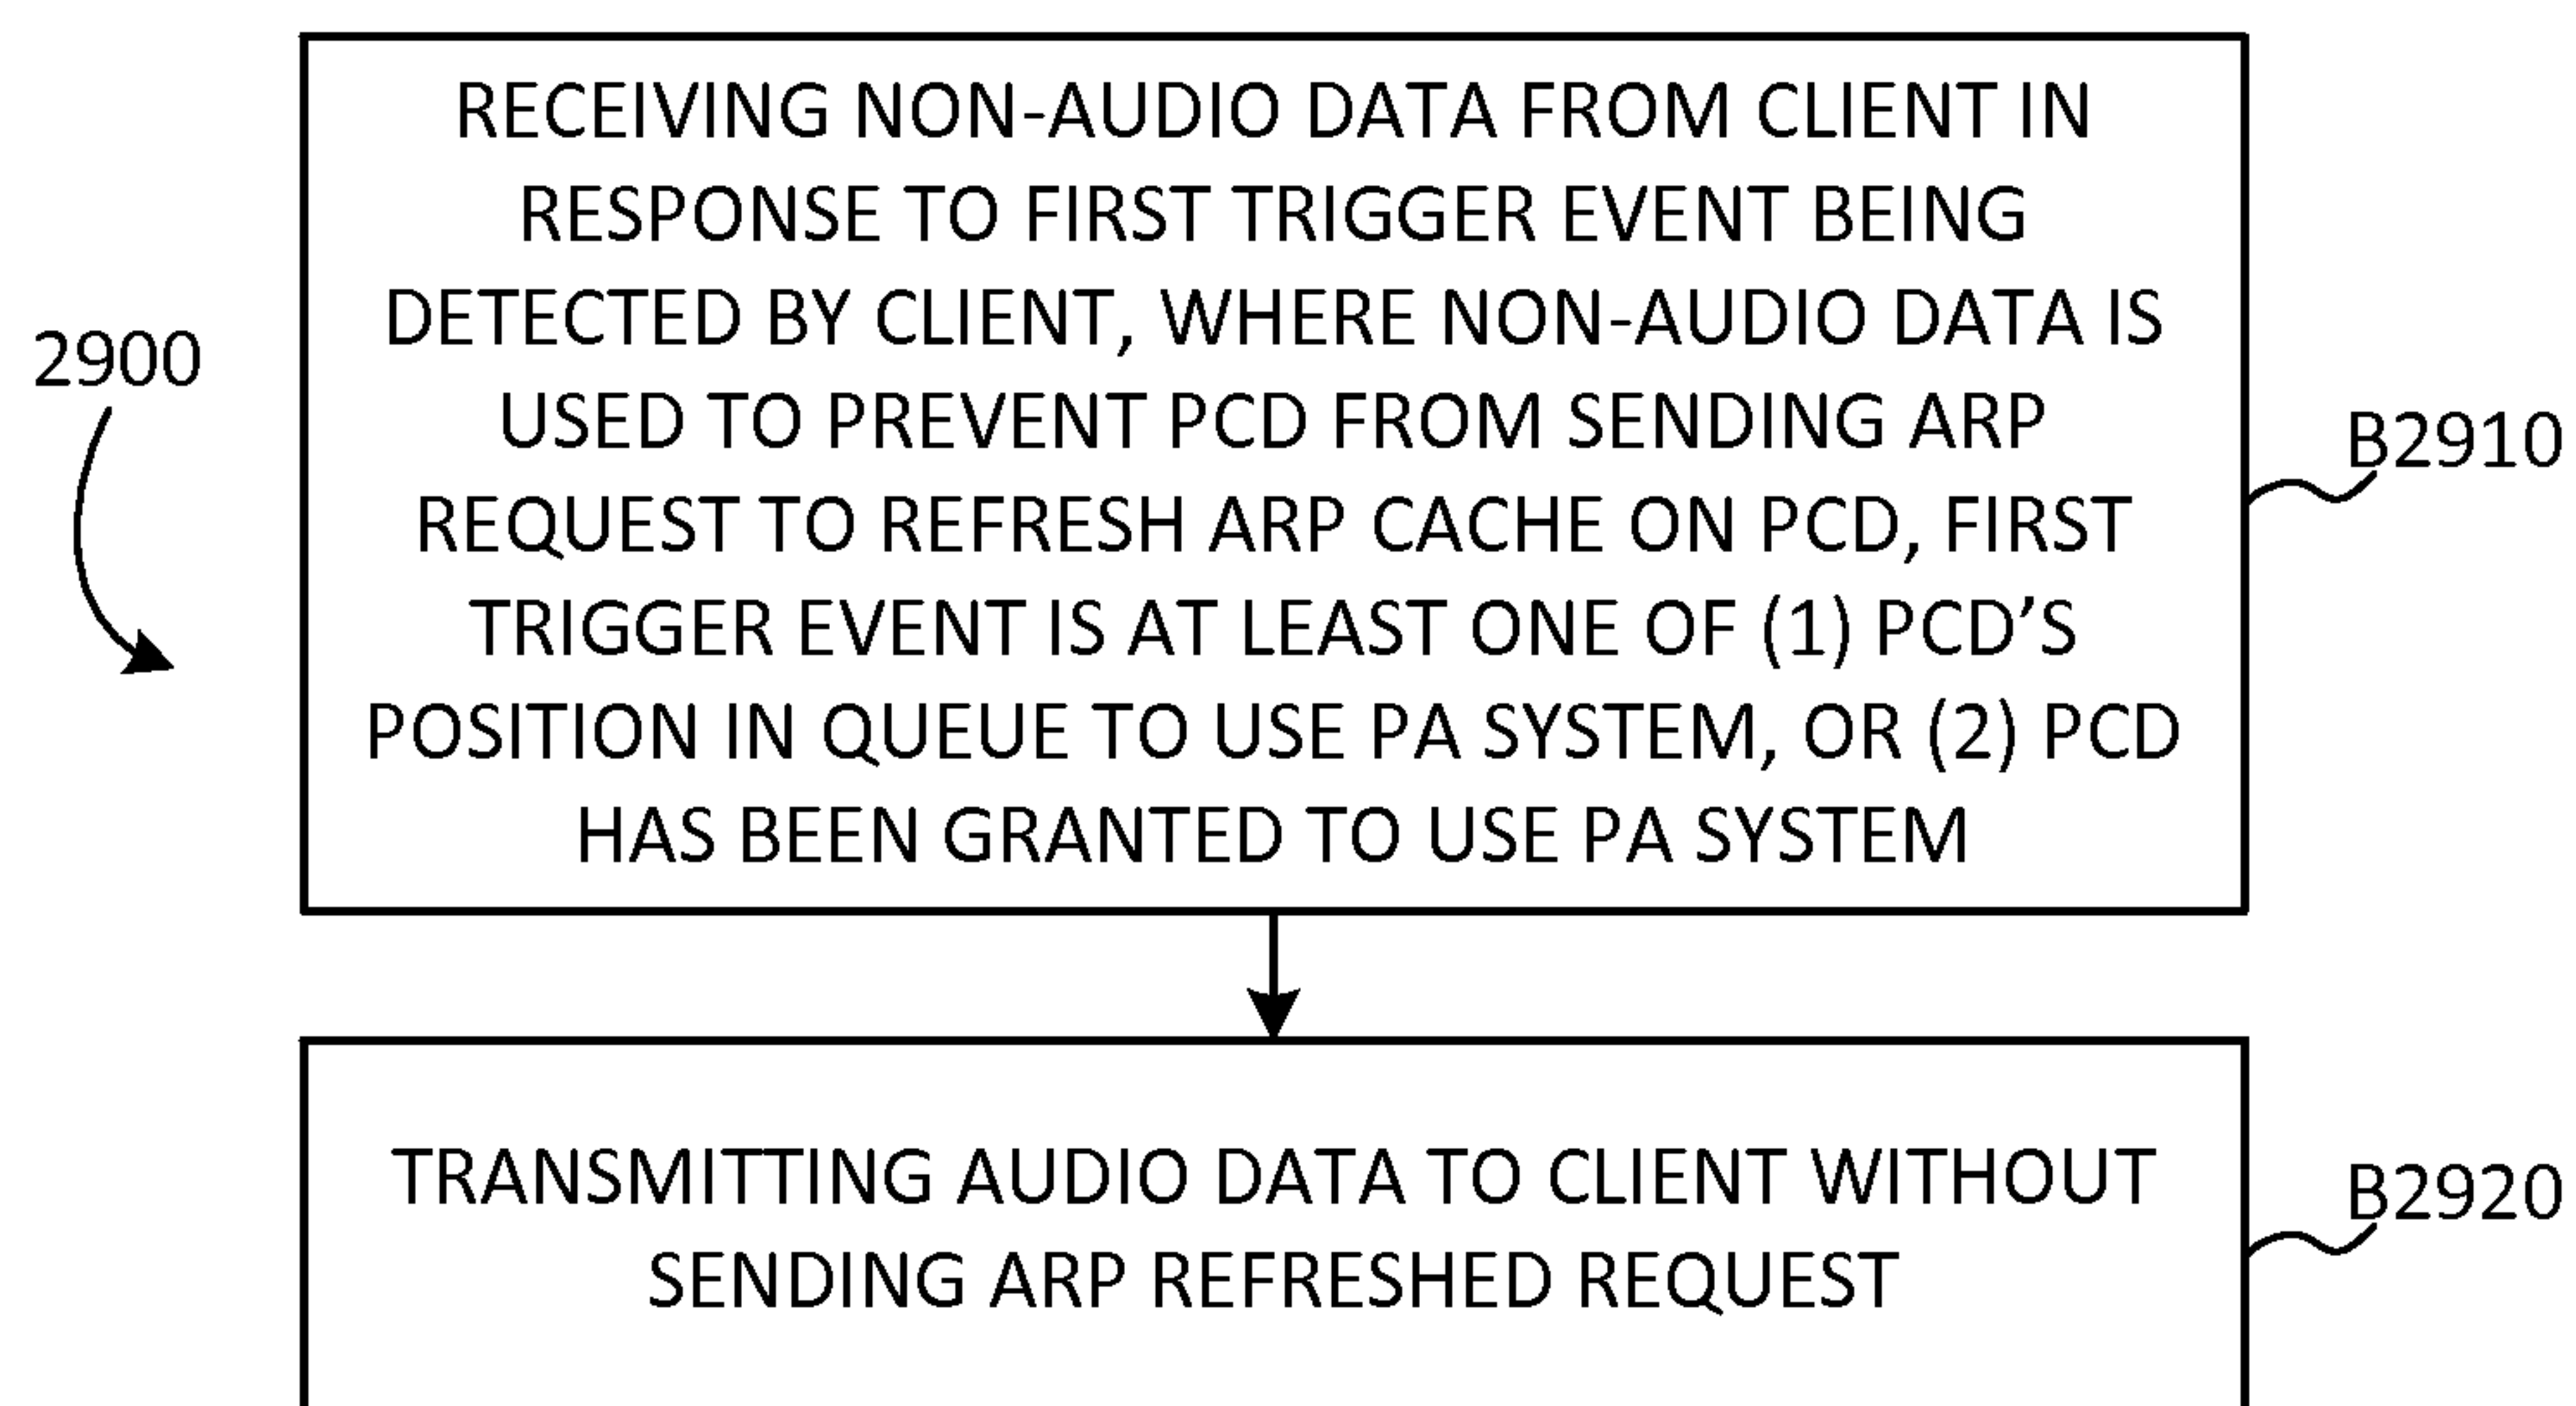 RECEIVING NON-AUDIO DATA FROM CLIENT IN
RESPONSE TO FIRST TRIGGER EVENT BEING
DETECTED BY CLIENT, WHERE NON-AUDIO DATA IS
USED TO PREVENT PCD FROM SENDING ARP
REQUEST TO REFRESH ARP CACHE ON PCD, FIRST
TRIGGER EVENT IS AT LEAST ONE OF (1) PCD’S
POSITION IN QUEUE TO USE PA SYSTEM, OR (2) PCD
HAS BEEN GRANTED TO USE PA SYSTEM
2900
B2910
TRANSMITTING AUDIO DATA TO CLIENT WITHOUT
SENDING ARP REFRESHED REQUEST
B2920